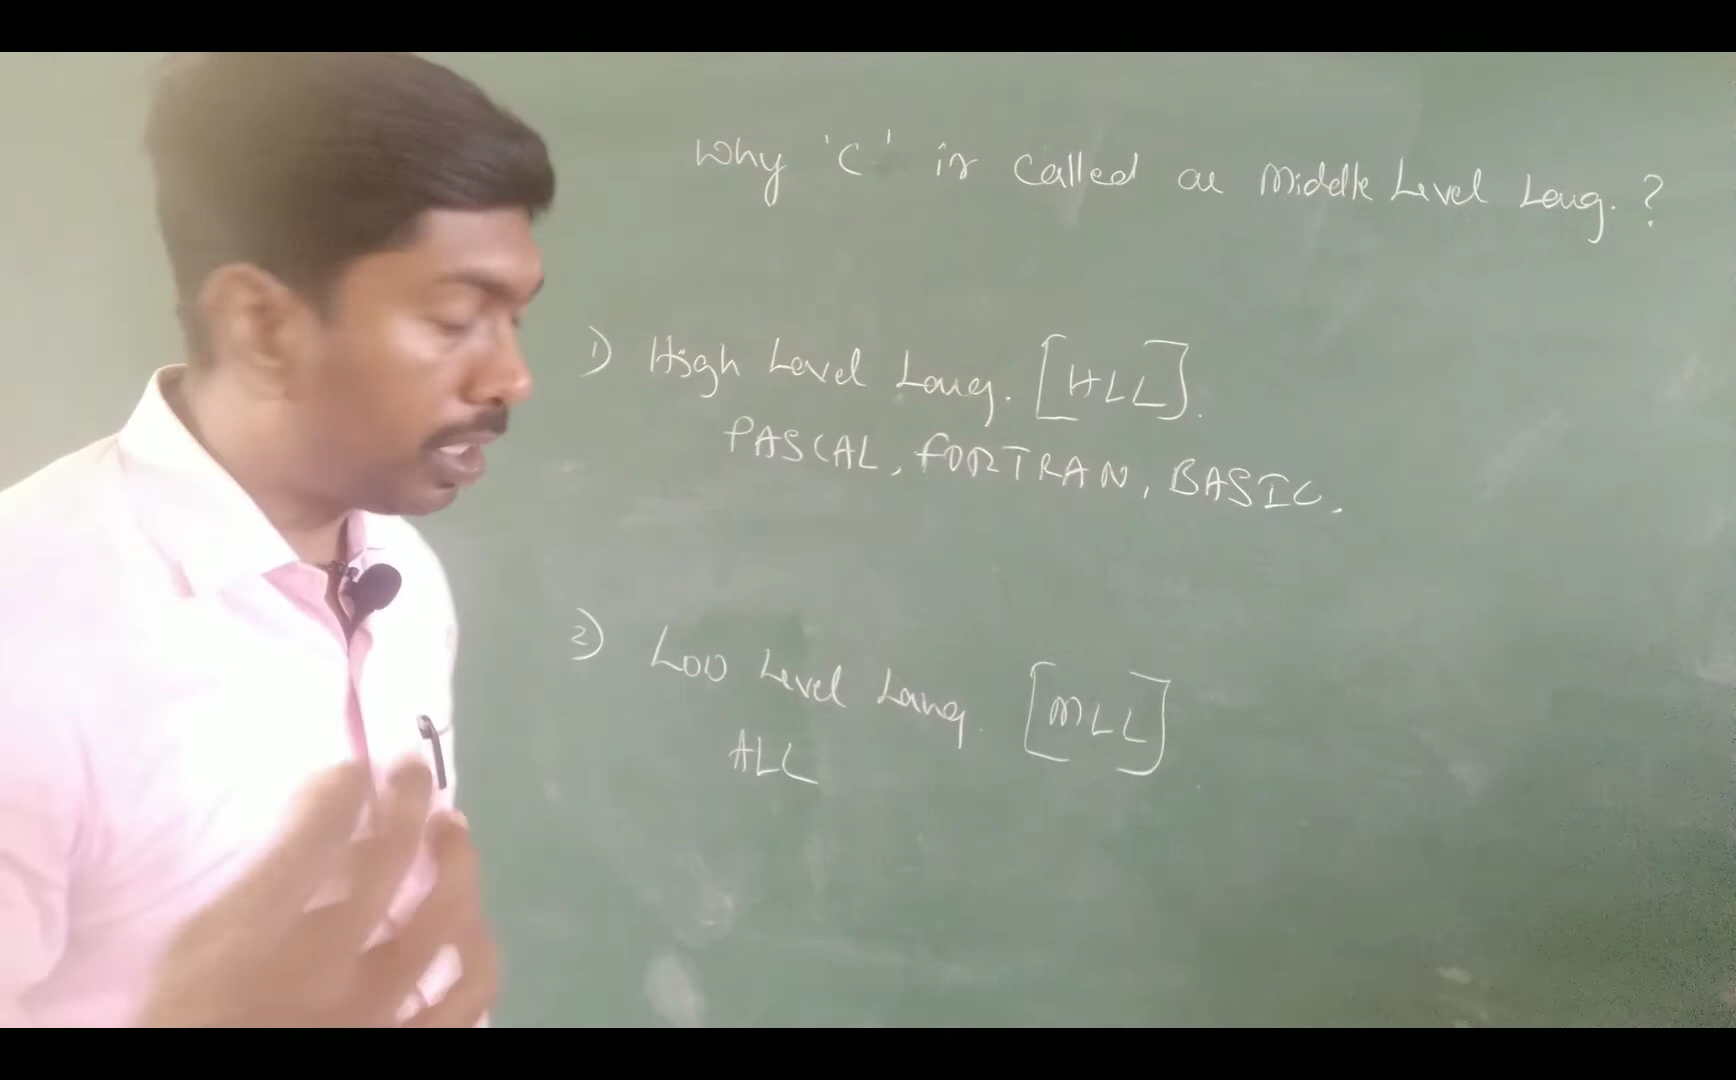 Why 'C' is called as Middle Level Lang. ?
1) High Level Lang. [HLL].
PASCAL, FORTRAN, BASIC.
2) Low Level Lang. [MLL]
ALL